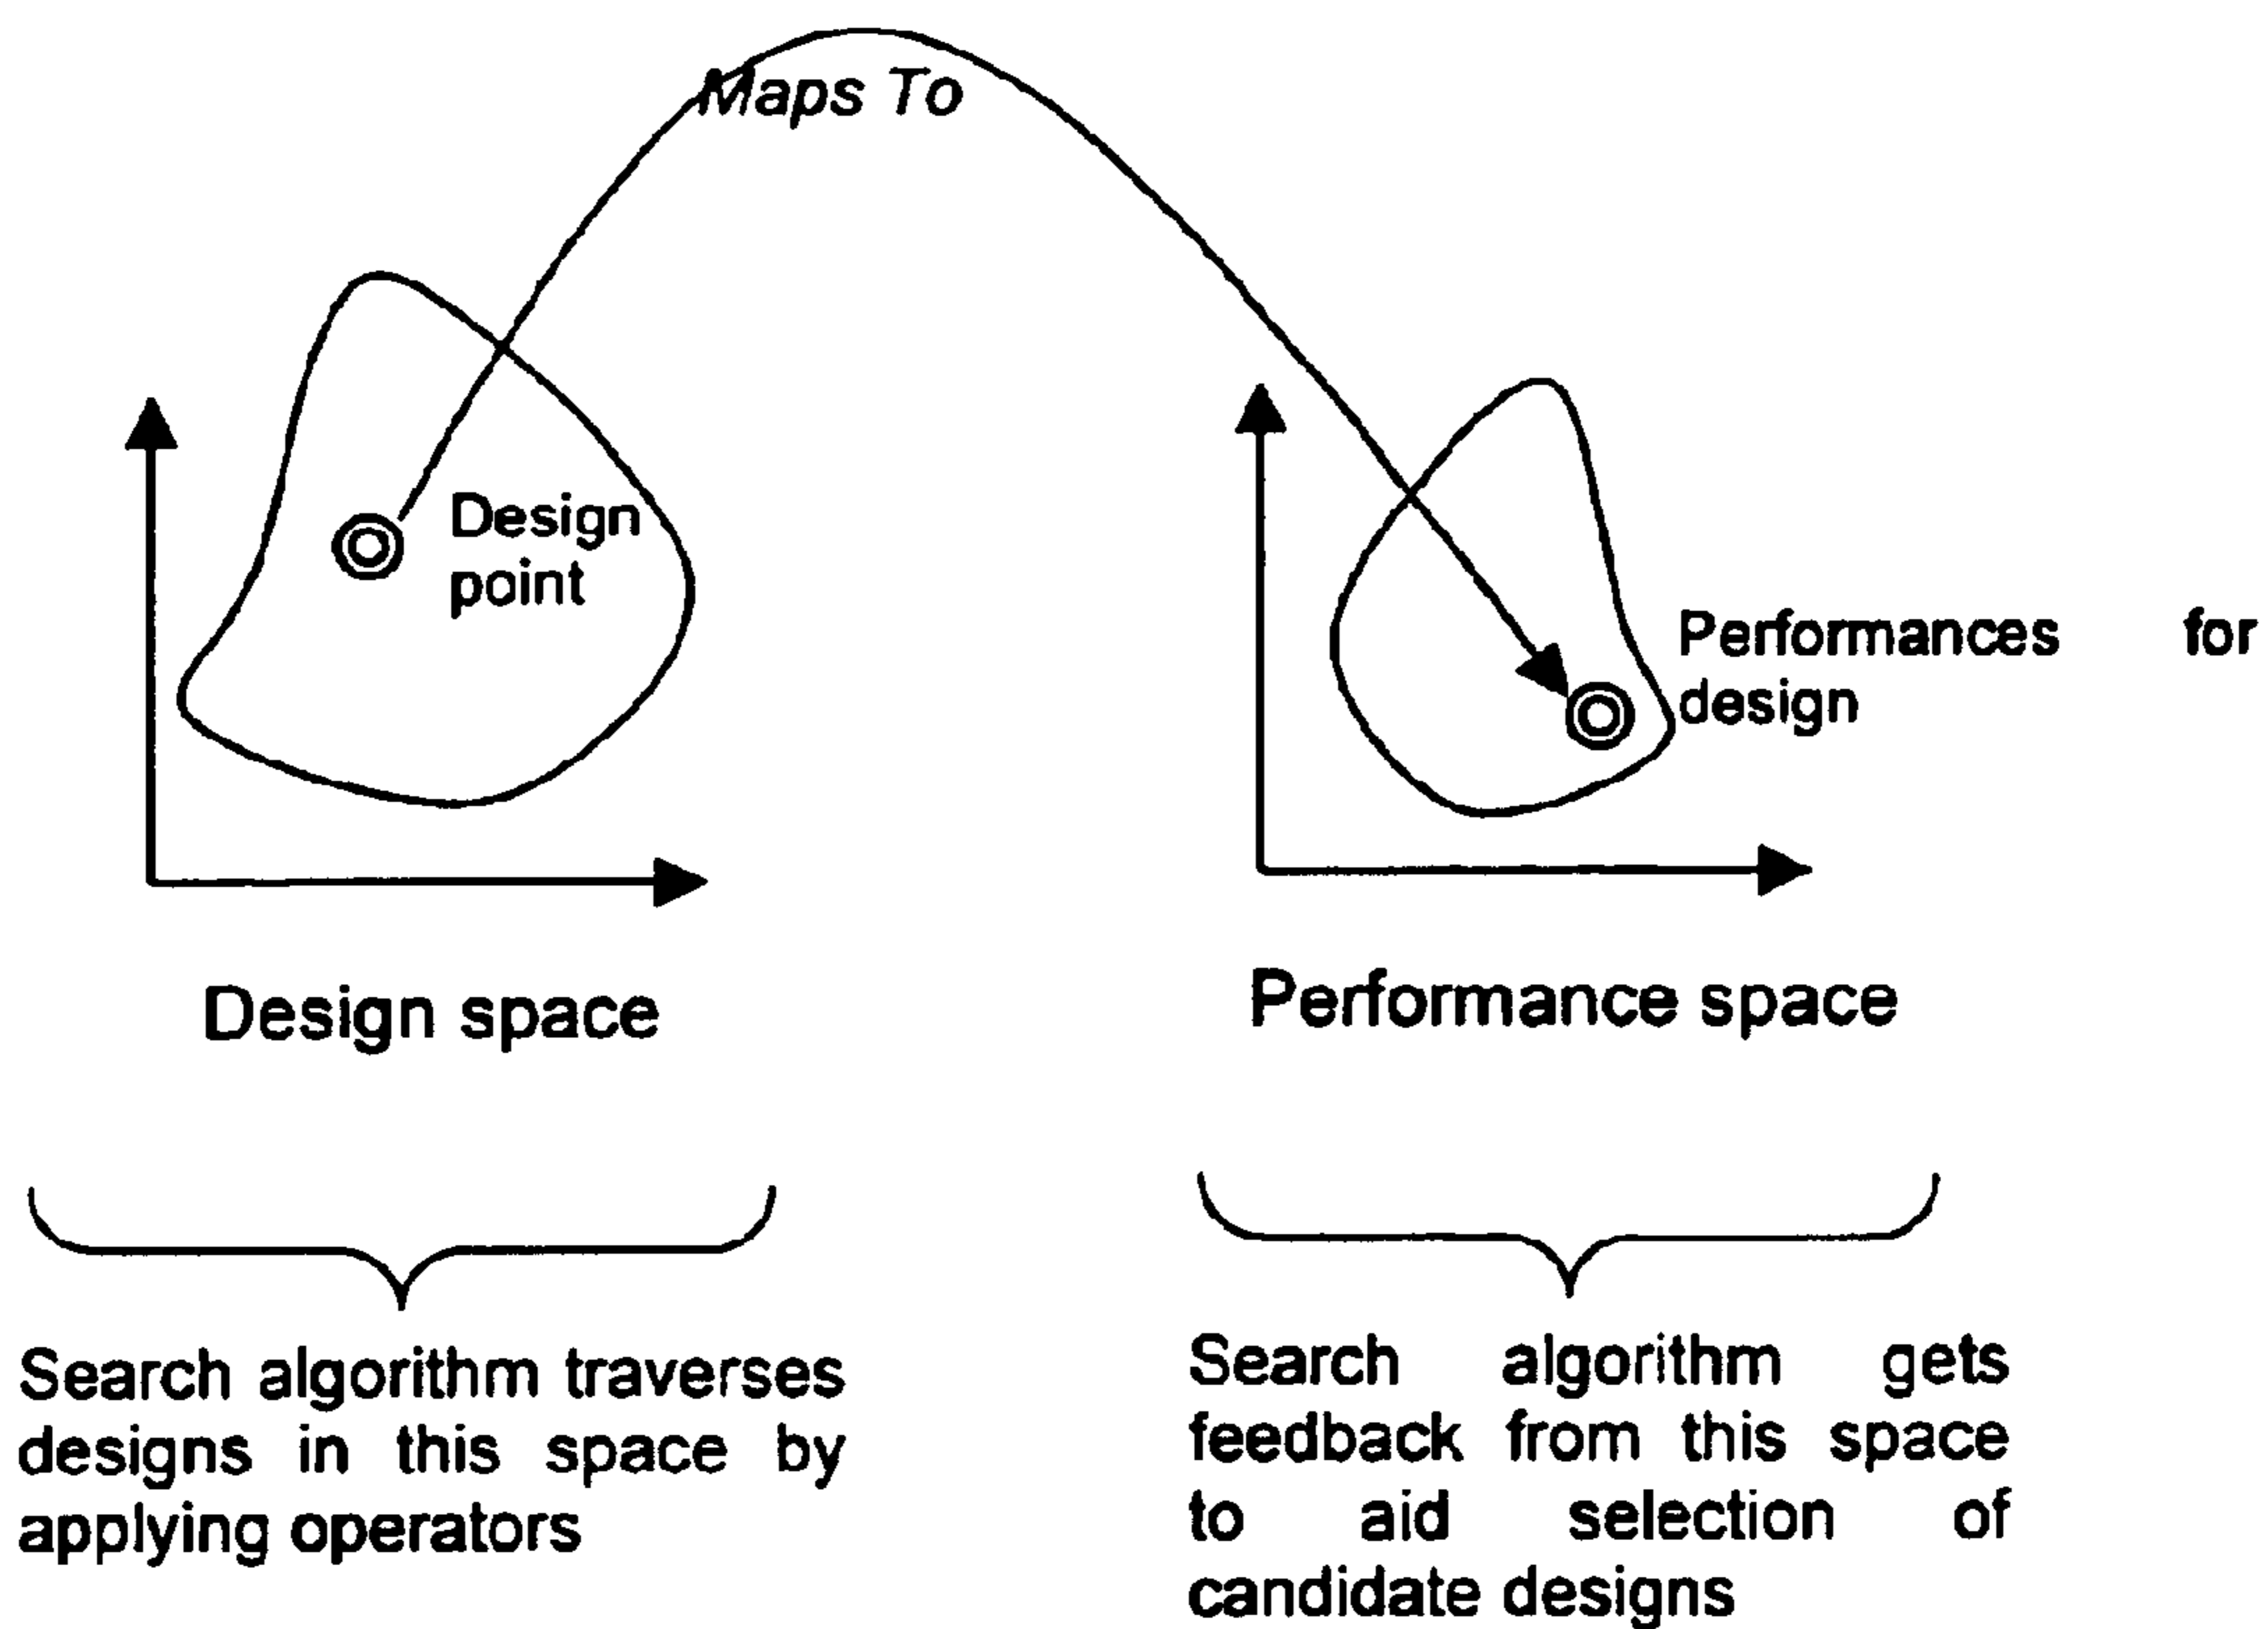 Maps To
Design
point
Performances for
design
Design space
Performance space
Search algorithm traverses
designs in this space by
applying operators
Search algorithm gets
feedback from this space
to aid selection of
candidate designs